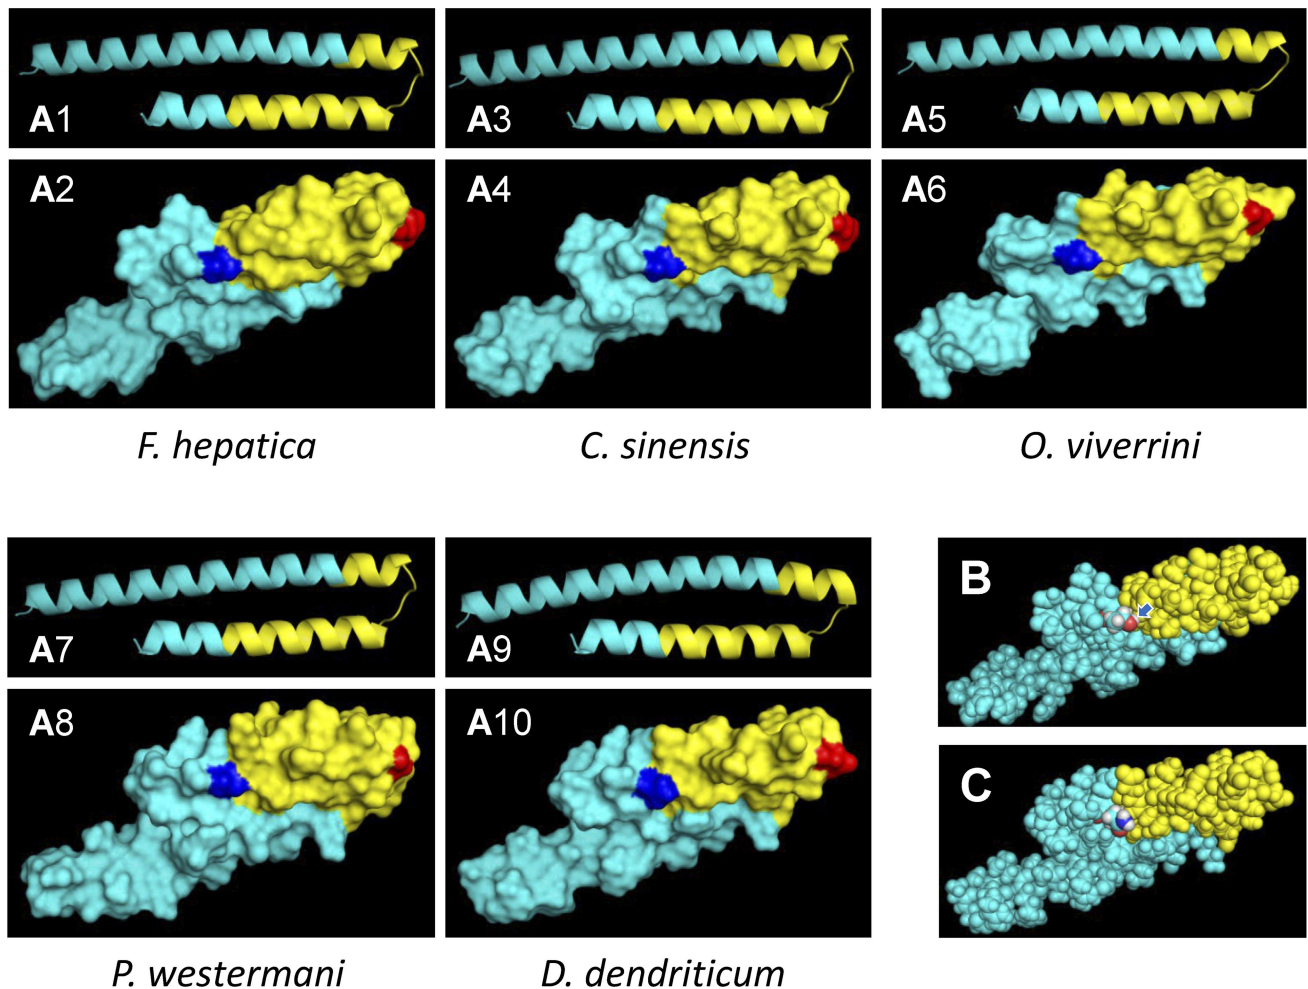 A1
A3
A5
A2
A4
A6
F. hepatica
C. sinensis
O. viverrini
A7
A9
B
A8
A10
C
P. westermani
D. dendriticum